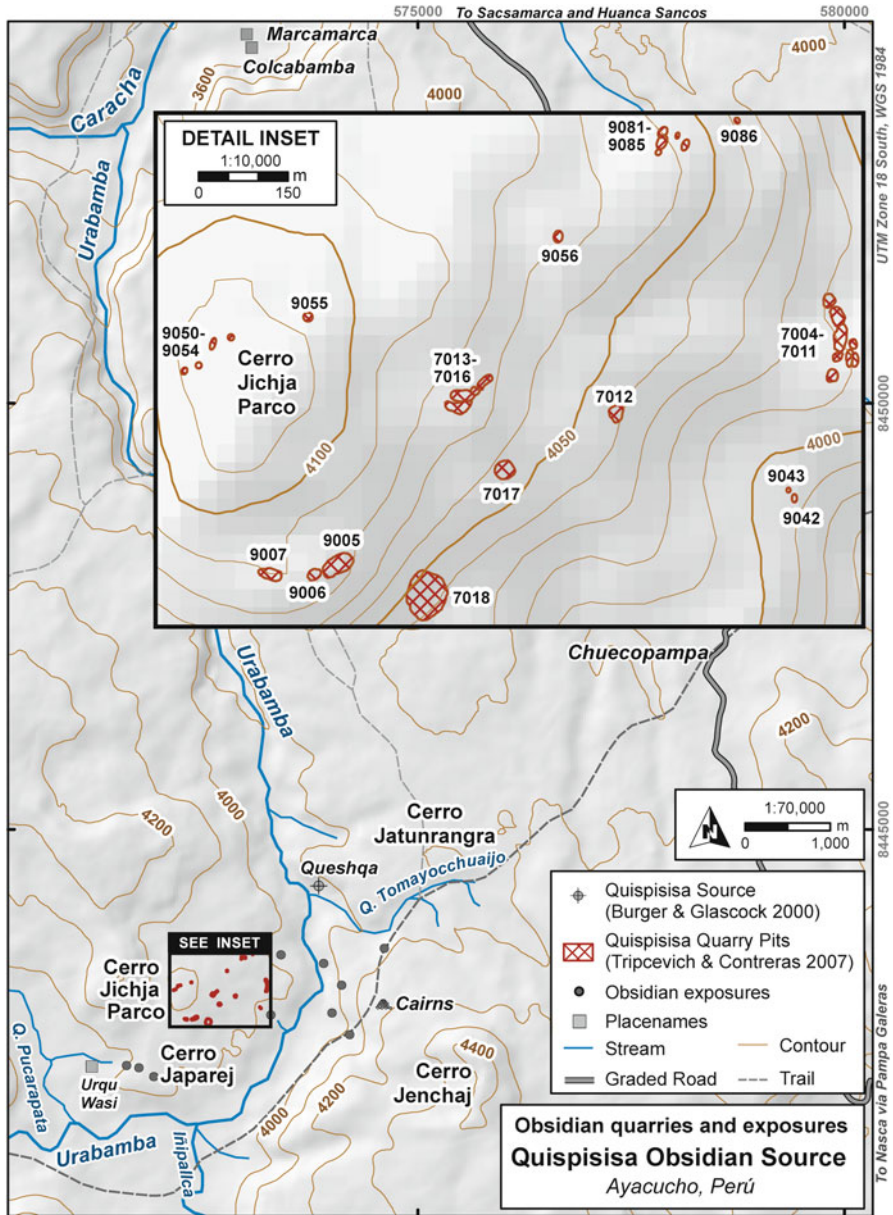 575000
To Sacsamarca and Huanca Sancos
580000
Marcamarca
Colcabamba
3600
4000
4000
Caracha
Urabamba
UTM Zone 18 South, WGS 1984
DETAIL INSET
1:10,000
0 150 m
9081-
9085
9086
9056
9055
9050-
9054
Cerro
Jichja
Parco
7013-
7016
7004-
7011
7012
8450000
4100
4050
4000
7017
9043
9042
9007
9005
9006
7018
Urabamba
Chuecopampa
4200
4200
4000
Cerro
Jatunrangra
1:70,000
N
0 1,000 m
8445000
Queshqa
Q. Tomayocchuaijo
SEE INSET
Cerro
Jichja
Parco
Cairns
Q. Pucarapata
Cerro
Japarej
Urqu
Wasi
4400
4200
4000
Cerro
Jenchaj
Urabamba
Iñipallca
Quispisisa Source
(Burger & Glascock 2000)
Quispisisa Quarry Pits
(Tripcevich & Contreras 2007)
Obsidian exposures
Placenames
Stream
Contour
Graded Road
Trail
To Nasca via Pampa Galeras
Obsidian quarries and exposures
Quispisisa Obsidian Source
Ayacucho, Perú